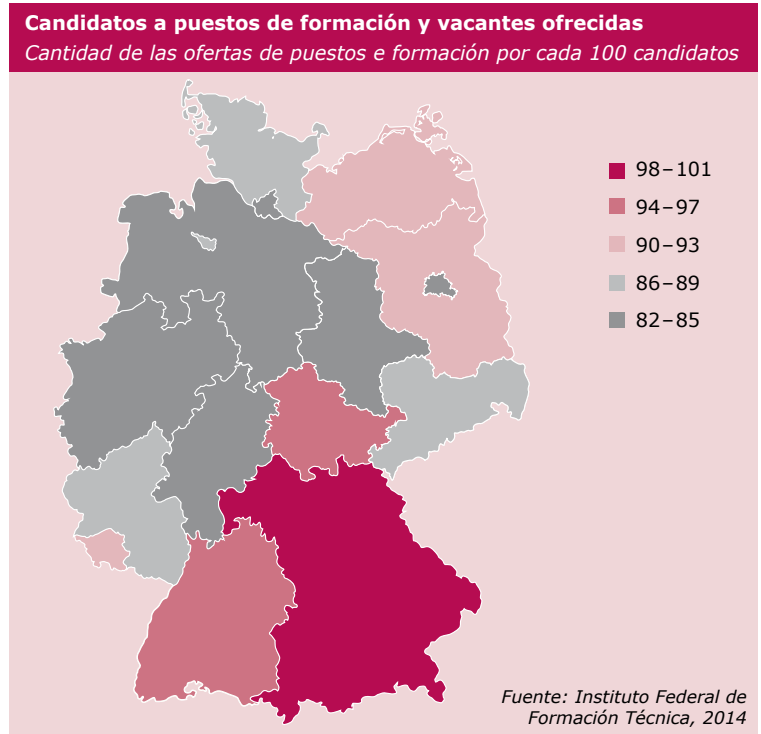 Candidatos a puestos de formación y vacantes ofrecidas
Cantidad de las ofertas de puestos e formación por cada 100 candidatos
98–101
94–97
90–93
86–89
82–85
Fuente: Instituto Federal de
Formación Técnica, 2014